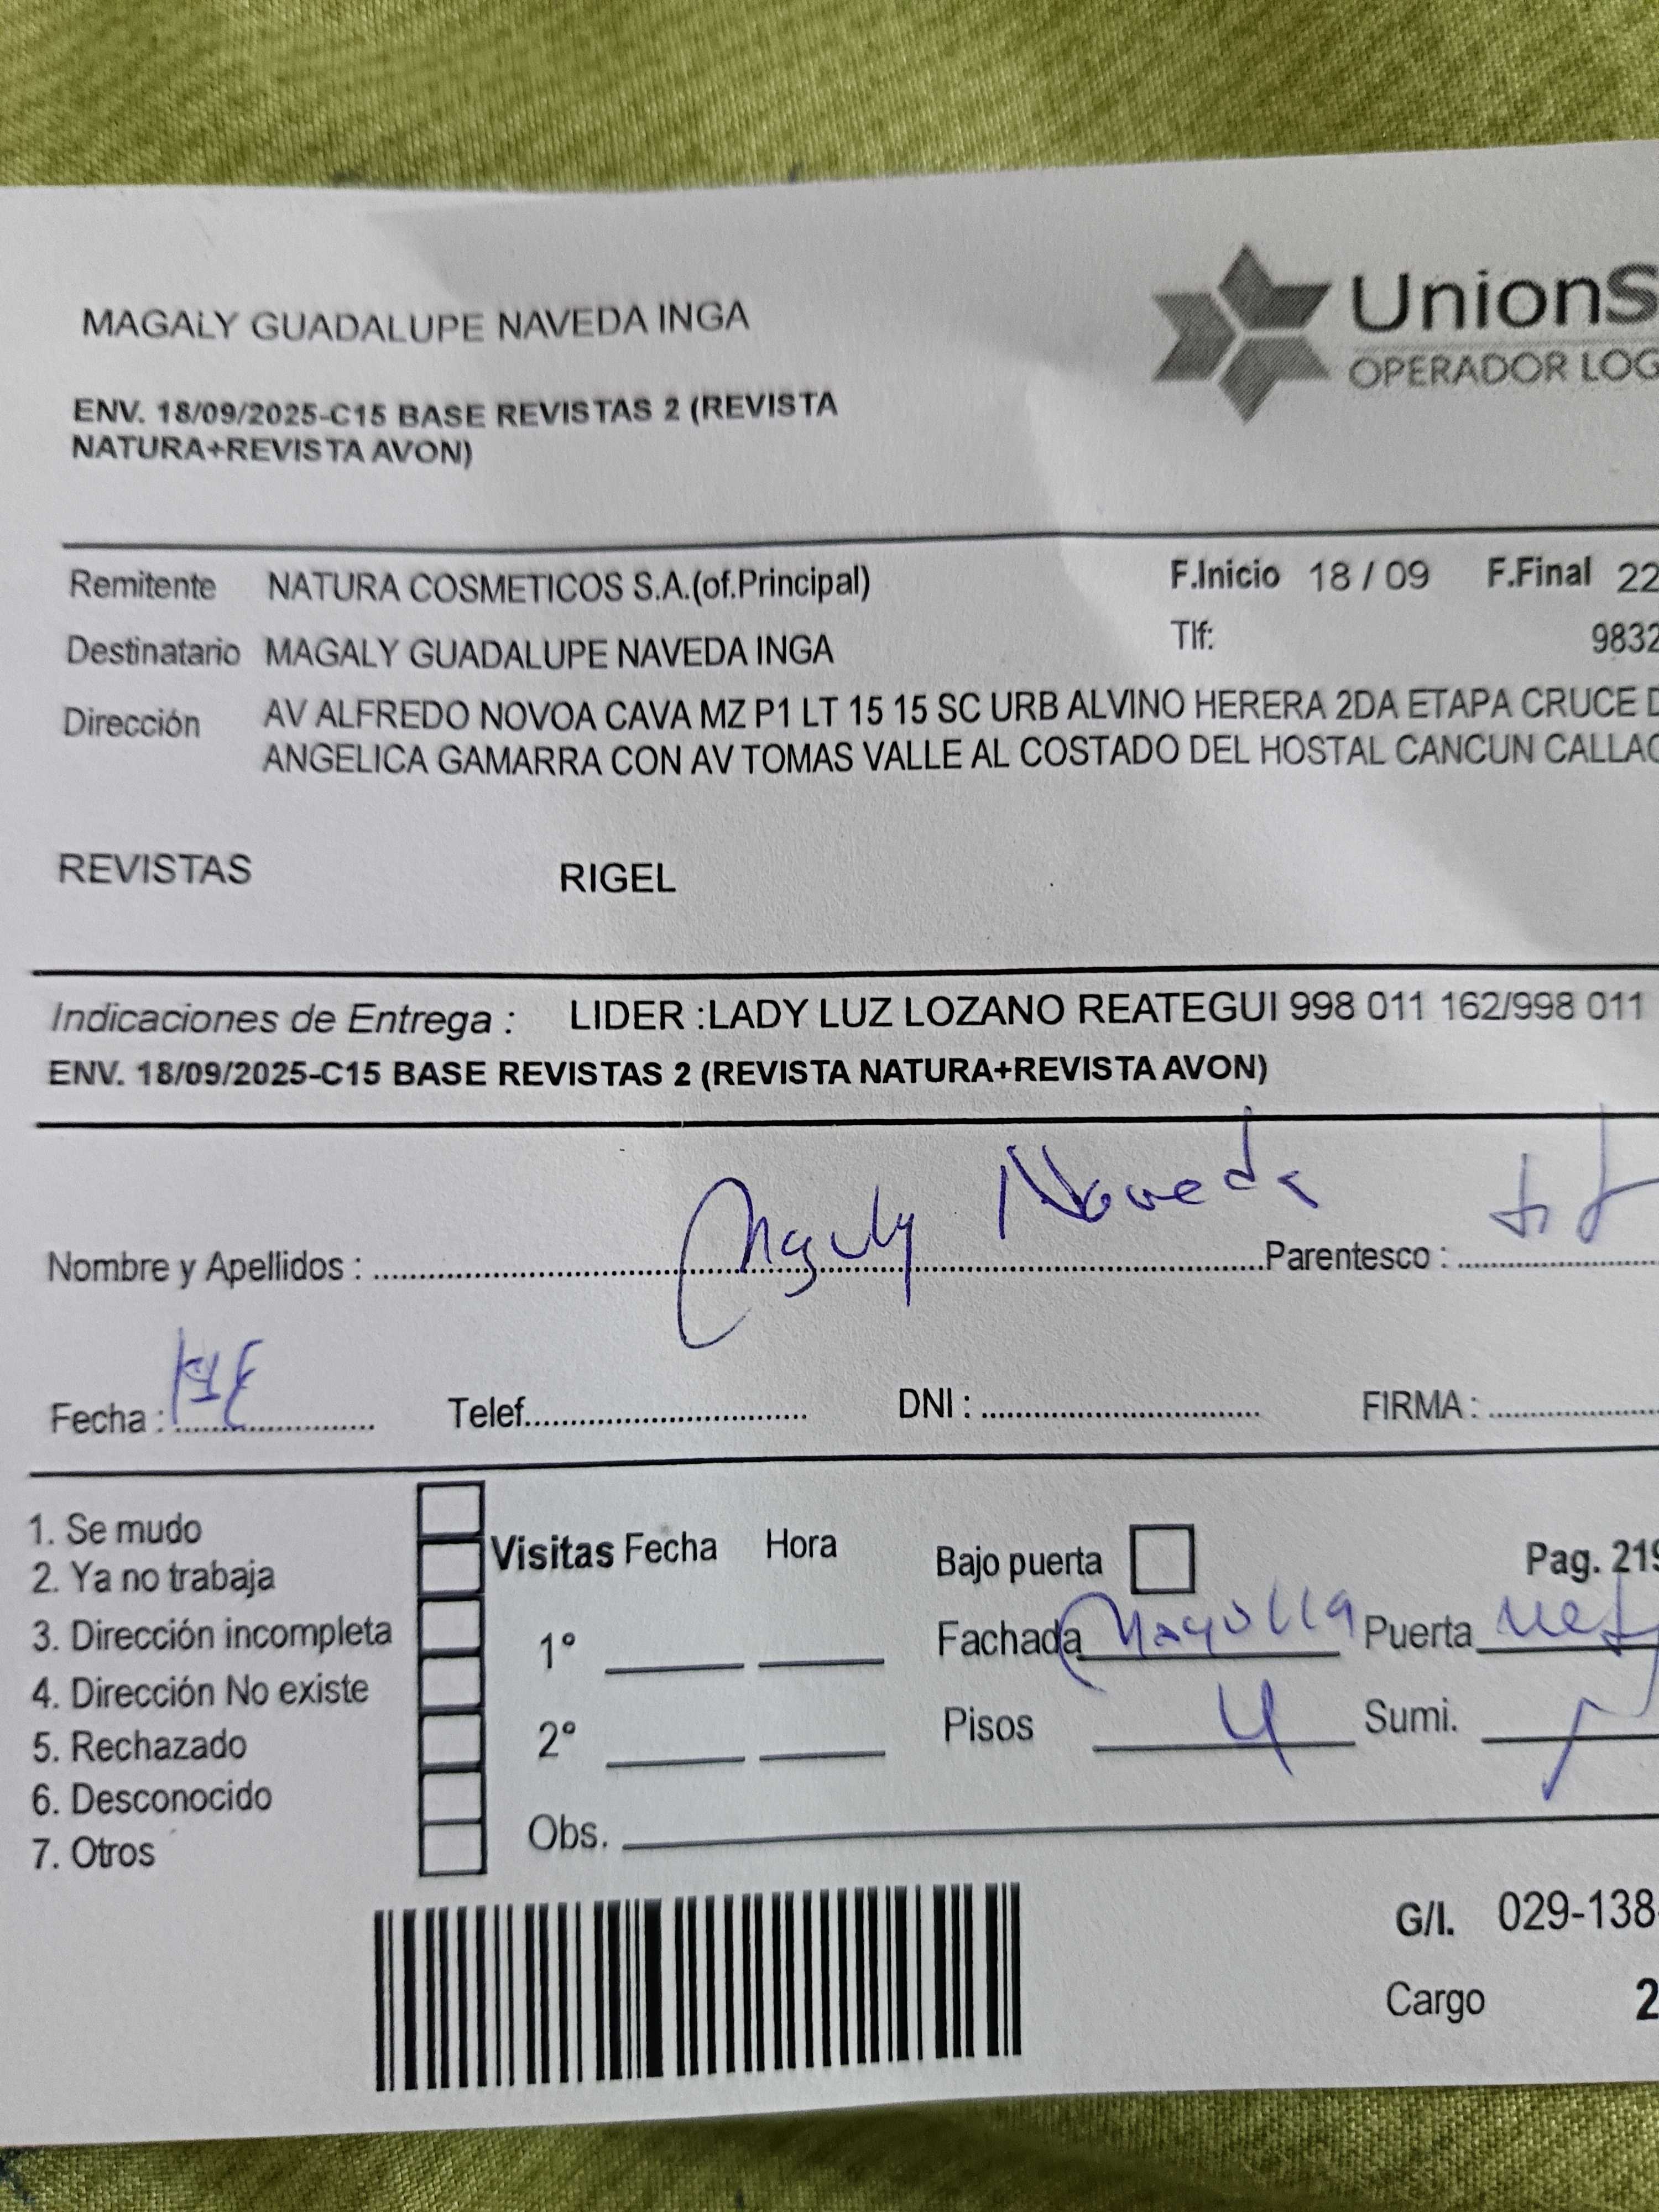 MAGALY GUADALUPE NAVEDA INGA
UnionS
OPERADOR LOG
ENV. 18/09/2025-C15 BASE REVISTAS 2 (REVISTA
NATURA+REVISTA AVON)
Remitente NATURA COSMETICOS S.A.(of.Principal) F.Inicio 18 / 09 F.Final 22
Destinatario MAGALY GUADALUPE NAVEDA INGA Tlf: 9832
Dirección AV ALFREDO NOVOA CAVA MZ P1 LT 15 15 SC URB ALVINO HERERA 2DA ETAPA CRUCE D
ANGELICA GAMARRA CON AV TOMAS VALLE AL COSTADO DEL HOSTAL CANCUN CALLAO
REVISTAS RIGEL
Indicaciones de Entrega : LIDER :LADY LUZ LOZANO REATEGUI 998 011 162/998 011
ENV. 18/09/2025-C15 BASE REVISTAS 2 (REVISTA NATURA+REVISTA AVON)
Nombre y Apellidos : Magaly Naveda Parentesco : tit
Fecha : Telef. DNI : FIRMA :
1. Se mudo
2. Ya no trabaja
3. Dirección incompleta
4. Dirección No existe
5. Rechazado
6. Desconocido
7. Otros
Visitas Fecha Hora
1°
2°
Obs.
Bajo puerta Pag. 219
Fachada Mayolica Puerta
Pisos 4 Sumi.
G/I. 029-138-
Cargo 2